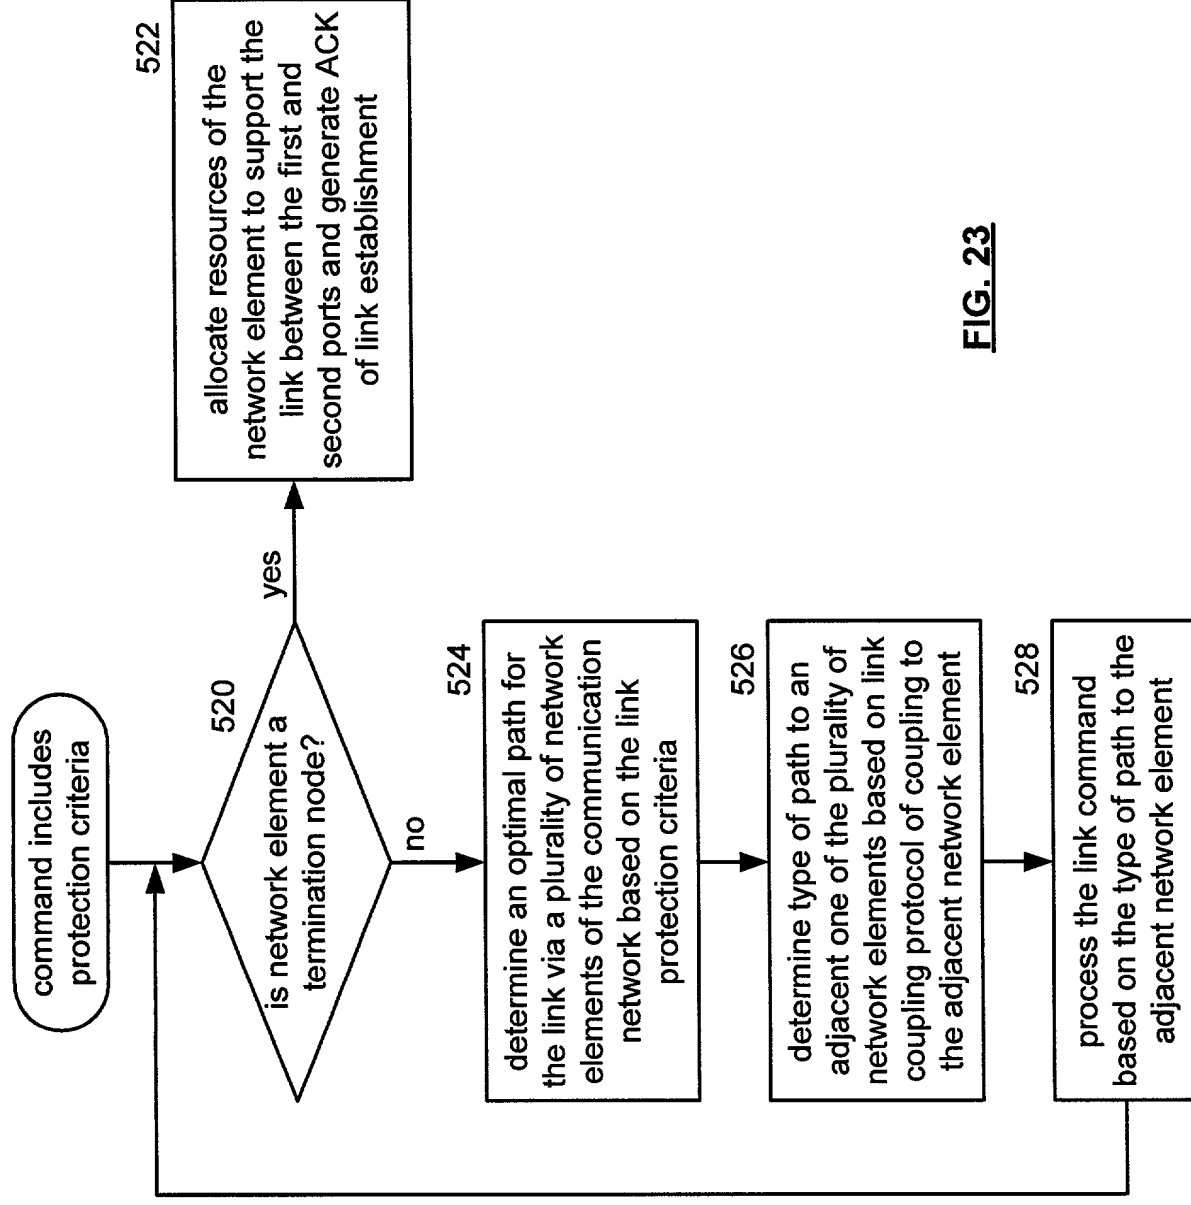 command includes
protection criteria
520
is network element a
termination node?
yes
522
allocate resources of the
network element to support the
link between the first and
second ports and generate ACK
of link establishment
no
524
determine an optimal path for
the link via a plurality of network
elements of the communication
network based on the link
protection criteria
526
determine type of path to an
adjacent one of the plurality of
network elements based on link
coupling protocol of coupling to
the adjacent network element
528
process the link command
based on the type of path to the
adjacent network element
FIG. 23